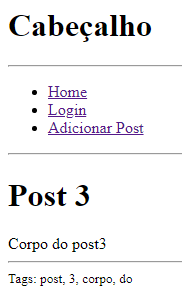 Cabeçalho
Home
Login
Adicionar Post
Post 3
Corpo do post3
Tags: post, 3, corpo, do